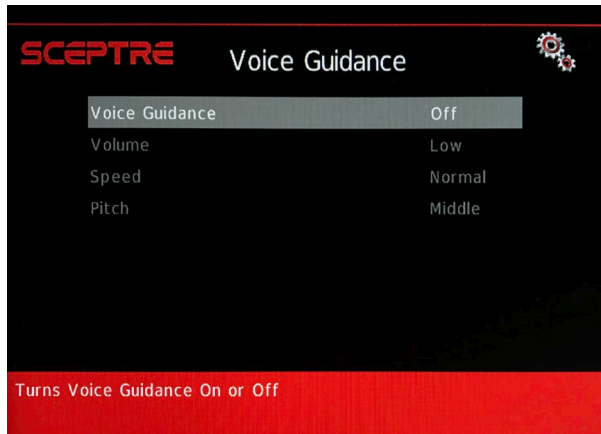 SCEPTRE Voice Guidance
Voice Guidance Off
Volume Low
Speed Normal
Pitch Middle
Turns Voice Guidance On or Off